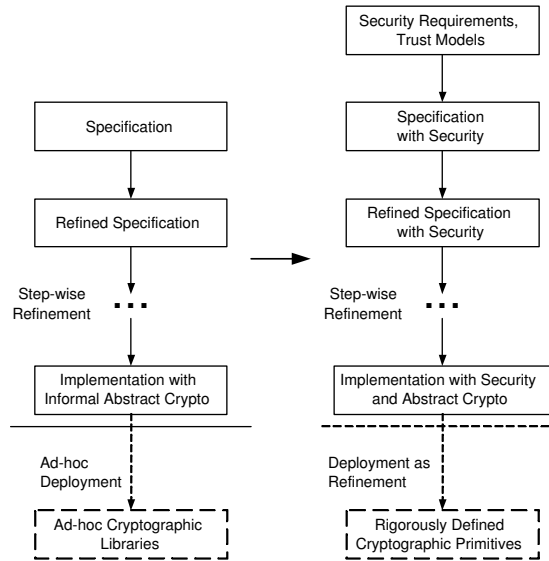 Specification
Refined Specification
Step-wise
Refinement
Implementation with
Informal Abstract Crypto
Ad-hoc
Deployment
Ad-hoc Cryptographic
Libraries
Security Requirements,
Trust Models
Specification
with Security
Refined Specification
with Security
Step-wise
Refinement
Implementation with Security
and Abstract Crypto
Deployment as
Refinement
Rigorously Defined
Cryptographic Primitives